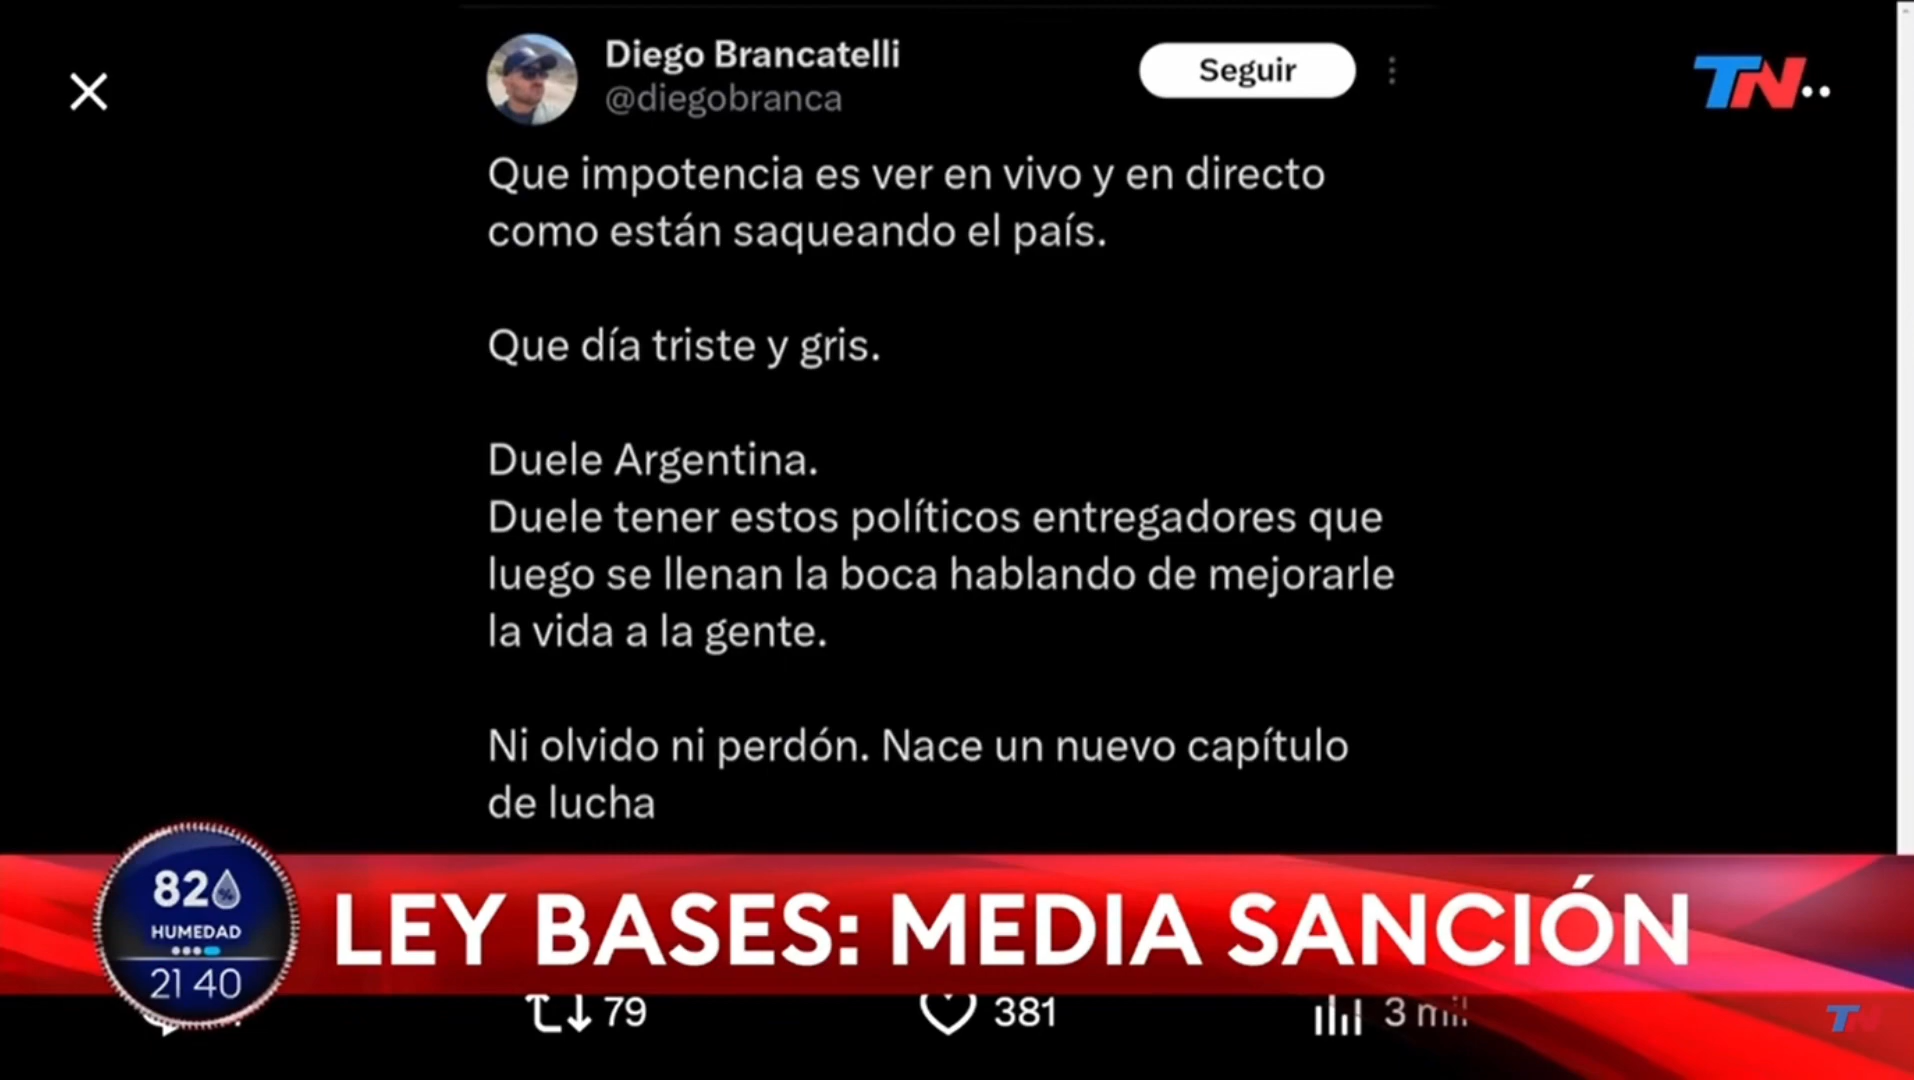 Diego Brancatelli
@diegobranca
Seguir
TN
Que impotencia es ver en vivo y en directo
como están saqueando el país.
Que día triste y gris.
Duele Argentina.
Duele tener estos políticos entregadores que
luego se llenan la boca hablando de mejorarle
la vida a la gente.
Ni olvido ni perdón. Nace un nuevo capítulo
de lucha
82%
HUMEDAD
21 40
LEY BASES: MEDIA SANCIÓN
79
381
3 mil
TN